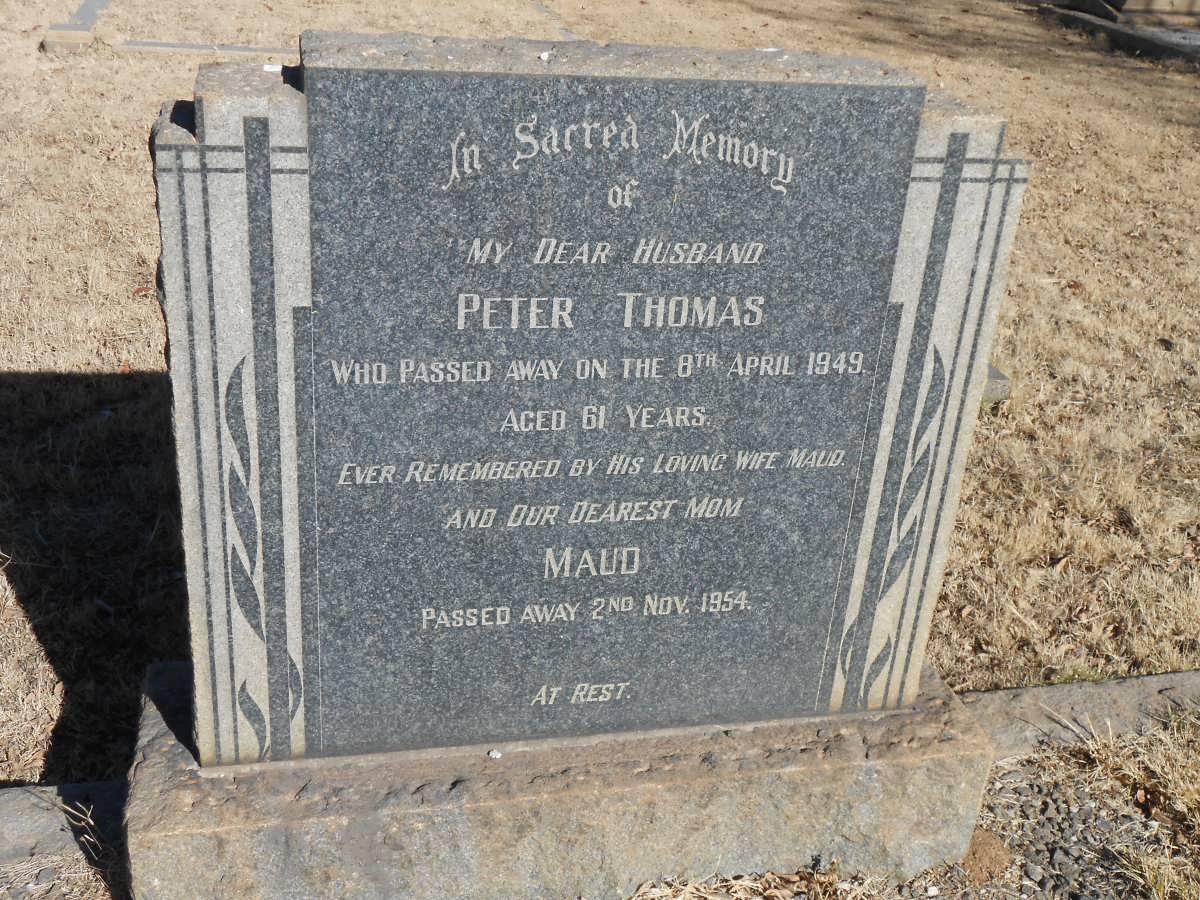 In Sacred Memory
of
MY DEAR HUSBAND
PETER THOMAS
WHO PASSED AWAY ON THE 8TH APRIL 1949.
AGED 61 YEARS.
EVER REMEMBERED BY HIS LOVING WIFE MAUD.
AND OUR DEAREST MOM
MAUD
PASSED AWAY 2ND NOV. 1954.
AT REST.